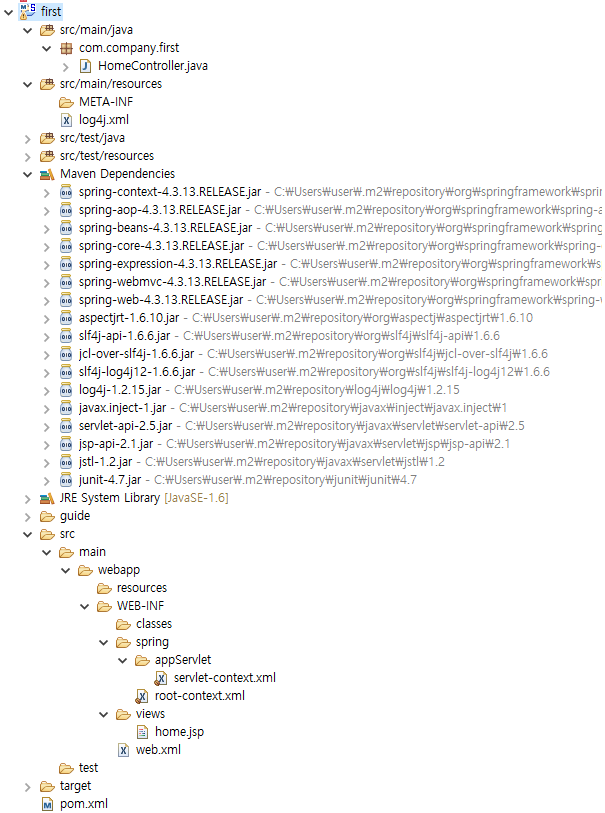 first
src/main/java
com.company.first
HomeController.java
src/main/resources
META-INF
log4j.xml
src/test/java
src/test/resources
Maven Dependencies
spring-context-4.3.13.RELEASE.jar - C:₩Users₩user₩.m2₩repository₩org₩springframework₩sprin
spring-aop-4.3.13.RELEASE.jar - C:₩Users₩user₩.m2₩repository₩org₩springframework₩spring-a
spring-beans-4.3.13.RELEASE.jar - C:₩Users₩user₩.m2₩repository₩org₩springframework₩spring
spring-core-4.3.13.RELEASE.jar - C:₩Users₩user₩.m2₩repository₩org₩springframework₩spring-
spring-expression-4.3.13.RELEASE.jar - C:₩Users₩user₩.m2₩repository₩org₩springframework₩s
spring-webmvc-4.3.13.RELEASE.jar - C:₩Users₩user₩.m2₩repository₩org₩springframework₩spr
spring-web-4.3.13.RELEASE.jar - C:₩Users₩user₩.m2₩repository₩org₩springframework₩spring-v
aspectjrt-1.6.10.jar - C:₩Users₩user₩.m2₩repository₩org₩aspectj₩aspectjrt₩1.6.10
slf4j-api-1.6.6.jar - C:₩Users₩user₩.m2₩repository₩org₩slf4j₩slf4j-api₩1.6.6
jcl-over-slf4j-1.6.6.jar - C:₩Users₩user₩.m2₩repository₩org₩slf4j₩jcl-over-slf4j₩1.6.6
slf4j-log4j12-1.6.6.jar - C:₩Users₩user₩.m2₩repository₩org₩slf4j₩slf4j-log4j12₩1.6.6
log4j-1.2.15.jar - C:₩Users₩user₩.m2₩repository₩log4j₩log4j₩1.2.15
javax.inject-1.jar - C:₩Users₩user₩.m2₩repository₩javax₩inject₩javax.inject₩1
servlet-api-2.5.jar - C:₩Users₩user₩.m2₩repository₩javax₩servlet₩servlet-api₩2.5
jsp-api-2.1.jar - C:₩Users₩user₩.m2₩repository₩javax₩servlet₩jsp₩jsp-api₩2.1
jstl-1.2.jar - C:₩Users₩user₩.m2₩repository₩javax₩servlet₩jstl₩1.2
junit-4.7.jar - C:₩Users₩user₩.m2₩repository₩junit₩junit₩4.7
JRE System Library [JavaSE-1.6]
guide
src
main
webapp
resources
WEB-INF
classes
spring
appServlet
servlet-context.xml
root-context.xml
views
home.jsp
web.xml
test
target
pom.xml